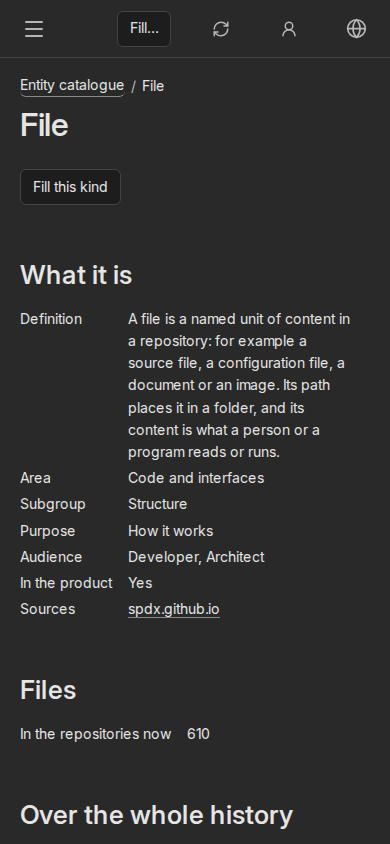 Fill...
Entity catalogue / File
File
Fill this kind
What it is
Definition A file is a named unit of content in
a repository: for example a
source file, a configuration file, a
document or an image. Its path
places it in a folder, and its
content is what a person or a
program reads or runs.
Area Code and interfaces
Subgroup Structure
Purpose How it works
Audience Developer, Architect
In the product Yes
Sources spdx.github.io
Files
In the repositories now 610
Over the whole history